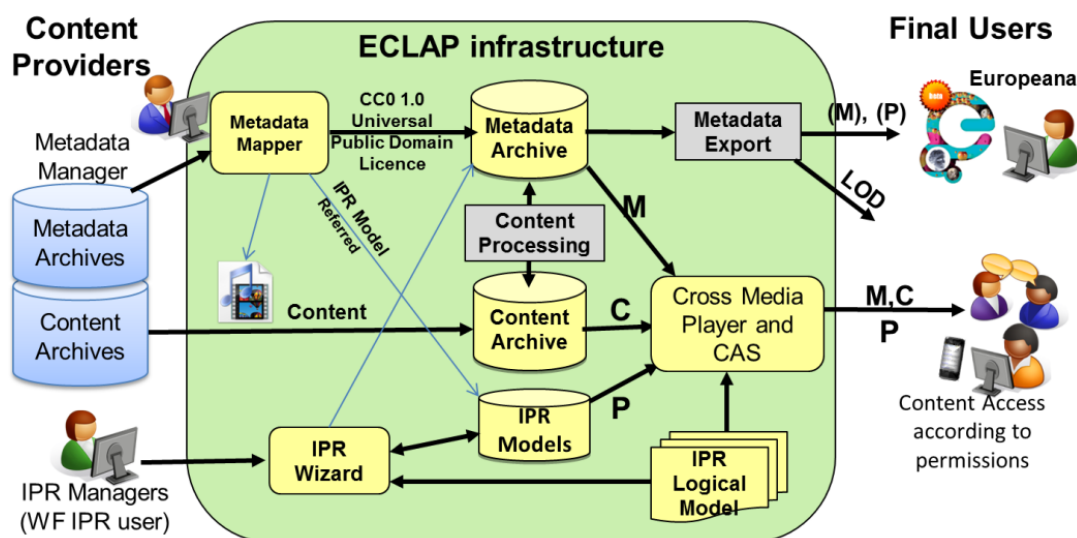 Content
Providers
ECLAP infrastructure
Final Users
Europeana
Metadata
Manager
Metadata
Mapper
CC0 1.0
Universal
Public Domain
Licence
Metadata
Archive
Metadata
Export
(M), (P)
LOD
Metadata
Archives
IPR Model
Referred
M
Content
Processing
Content
Archives
Content
Content
Archive
C
Cross Media
Player and
CAS
M,C
P
P
IPR
Models
IPR
Wizard
IPR
Logical
Model
IPR Managers
(WF IPR user)
Content Access
according to
permissions